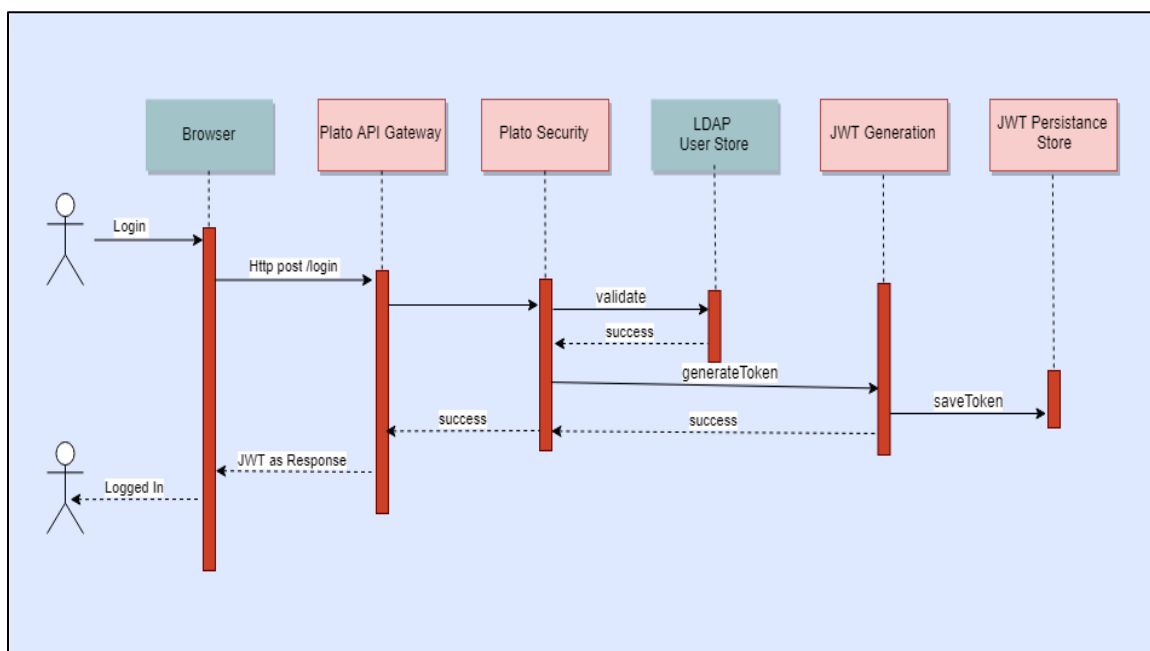 Browser
Plato API Gateway
Plato Security
LDAP
User Store
JWT Generation
JWT Persistance
Store
Login
Http post /login
validate
success
generateToken
saveToken
success
success
JWT as Response
Logged In